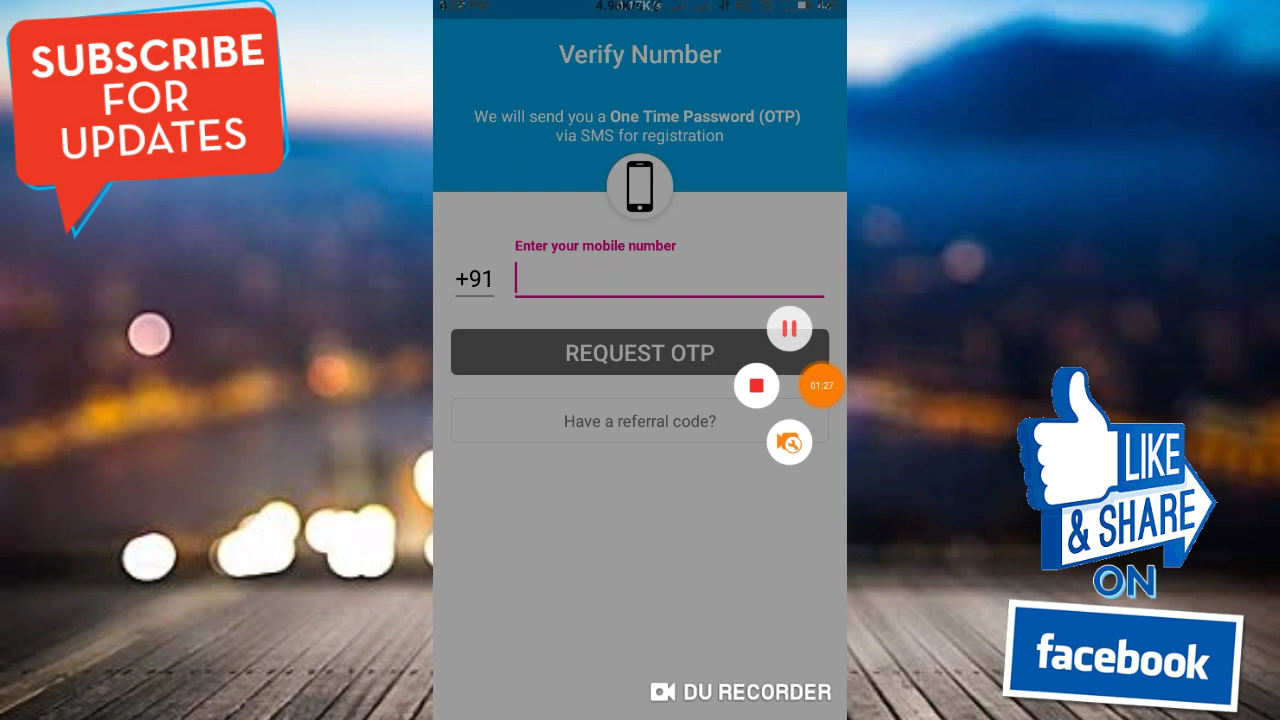 SUBSCRIBE
FOR
UPDATES
Verify Number
We will send you a One Time Password (OTP)
via SMS for registration
Enter your mobile number
+91
REQUEST OTP
01:27
Have a referral code?
LIKE
& SHARE
ON
facebook
DU RECORDER